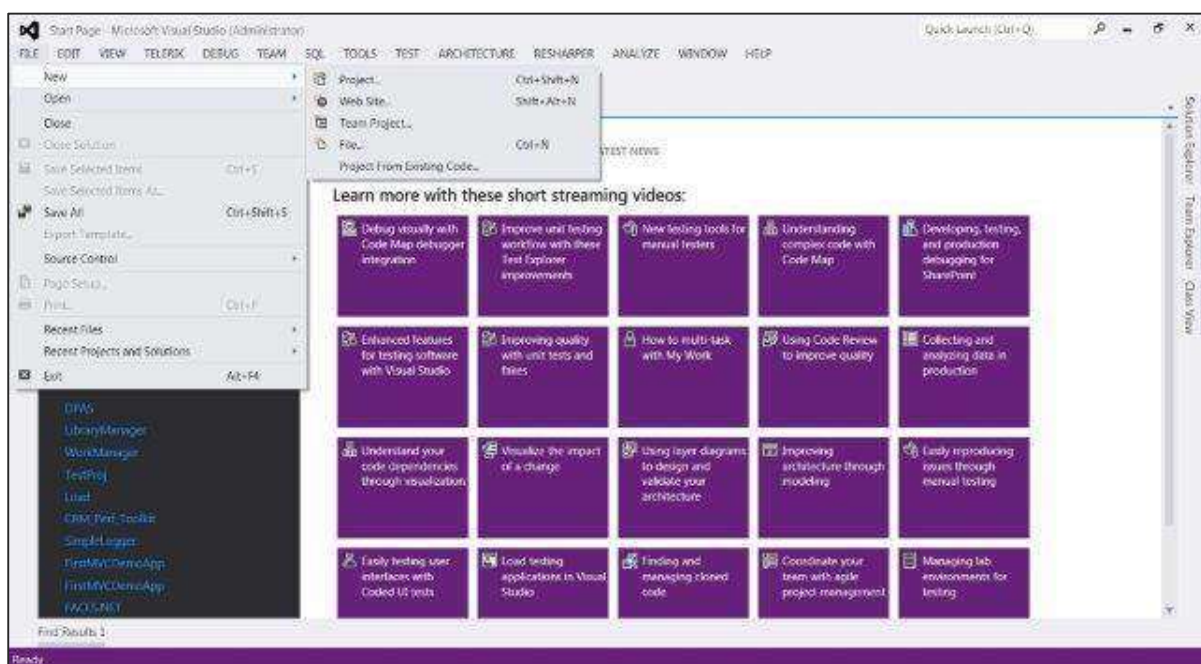 Start Page - Microsoft Visual Studio (Administrator)
Quick Launch (Ctrl+Q)
FILE EDIT VIEW TELERIK DEBUG TEAM SQL TOOLS TEST ARCHITECTURE RESHARPER ANALYZE WINDOW HELP
New
Open
Close
Close Solution
Save Selected Items Ctrl+S
Save Selected Items As...
Save All Ctrl+Shift+S
Export Template...
Source Control
Page Setup...
Print... Ctrl+P
Recent Files
Recent Projects and Solutions
Exit Alt+F4
Project... Ctrl+Shift+N
Web Site... Shift+Alt+N
Team Project...
File... Ctrl+N
Project From Existing Code...
NEWS
Learn more with these short streaming videos:
Debug visually with
Code Map debugger
integration
Improve unit testing
workflow with these
Test Explorer
improvements
New testing tools for
manual testers
Understanding
complex code with
Code Map
Developing, testing,
and production
debugging for
SharePoint
Enhanced features
for testing software
with Visual Studio
Improving quality
with unit tests and
fakes
How to multi-task
with My Work
Using Code Review
to improve quality
Collecting and
analyzing data in
production
Understand your
code dependencies
through visualization
Visualize the impact
of a change
Using layer diagrams
to design and
validate your
architecture
Improving
architecture through
modeling
Easily reproducing
issues through
manual testing
Easily testing user
interfaces with
Coded UI tests
Load testing
applications in Visual
Studio
Finding and
managing cloned
code
Coordinate your
team with agile
project management
Managing lab
environments for
testing
DPAS
LibraryManager
WorkManager
TestProj
Load
CRM_Perf_Toolkit
SimpleLogger
FirstMVCDemoApp
FirstMVCDemoApp
Solution Explorer
Team Explorer
Class View
Find Results 1
Ready